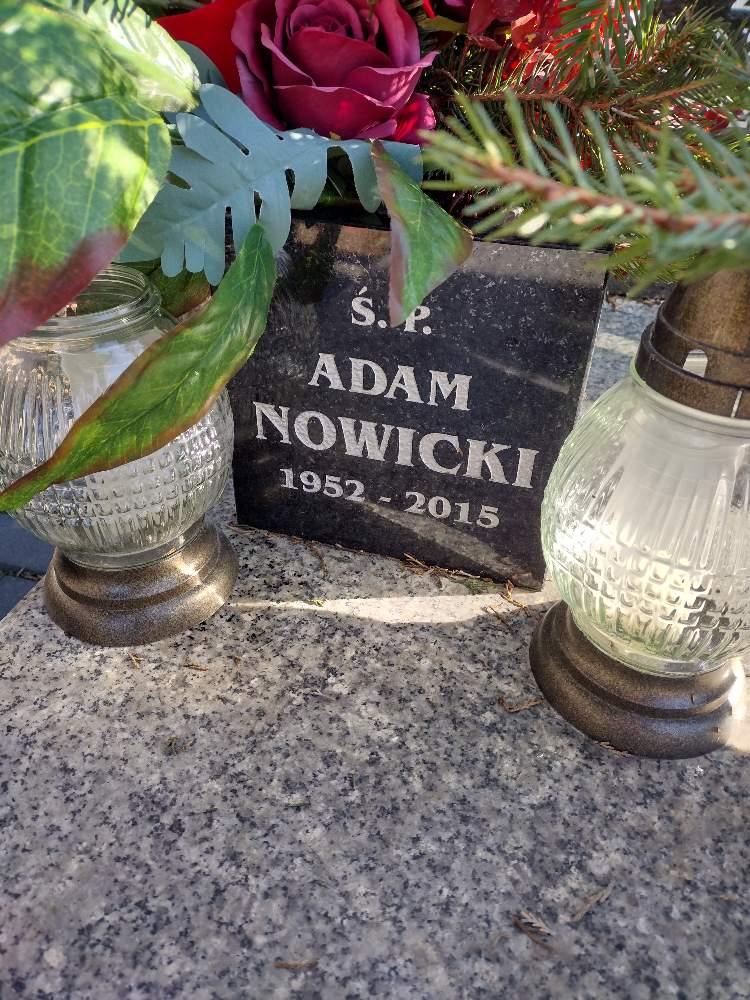 Ś. P.
ADAM
NOWICKI
1952 - 2015